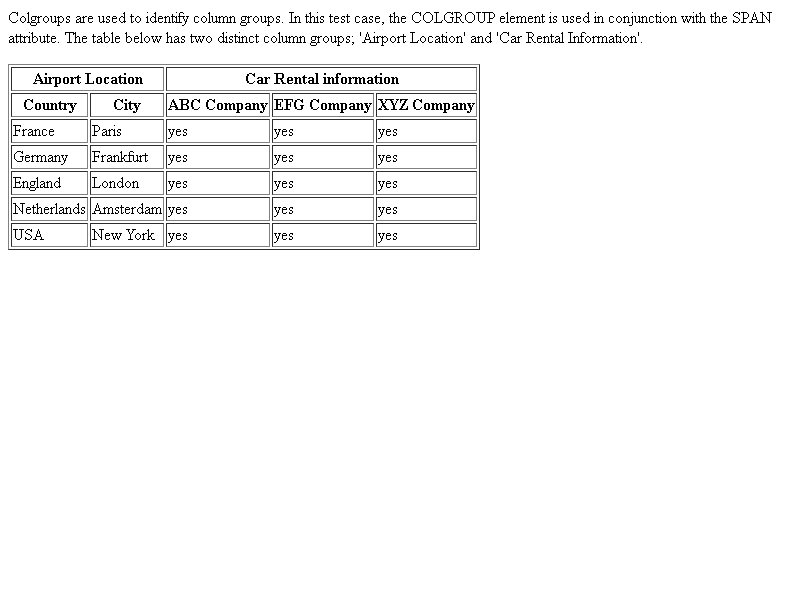 Colgroups are used to identify column groups. In this test case, the COLGROUP element is used in conjunction with the SPAN
attribute. The table below has two distinct column groups; 'Airport Location' and 'Car Rental Information'.
Airport Location Car Rental information
Country City ABC Company EFG Company XYZ Company
France Paris yes yes yes
Germany Frankfurt yes yes yes
England London yes yes yes
Netherlands Amsterdam yes yes yes
USA New York yes yes yes